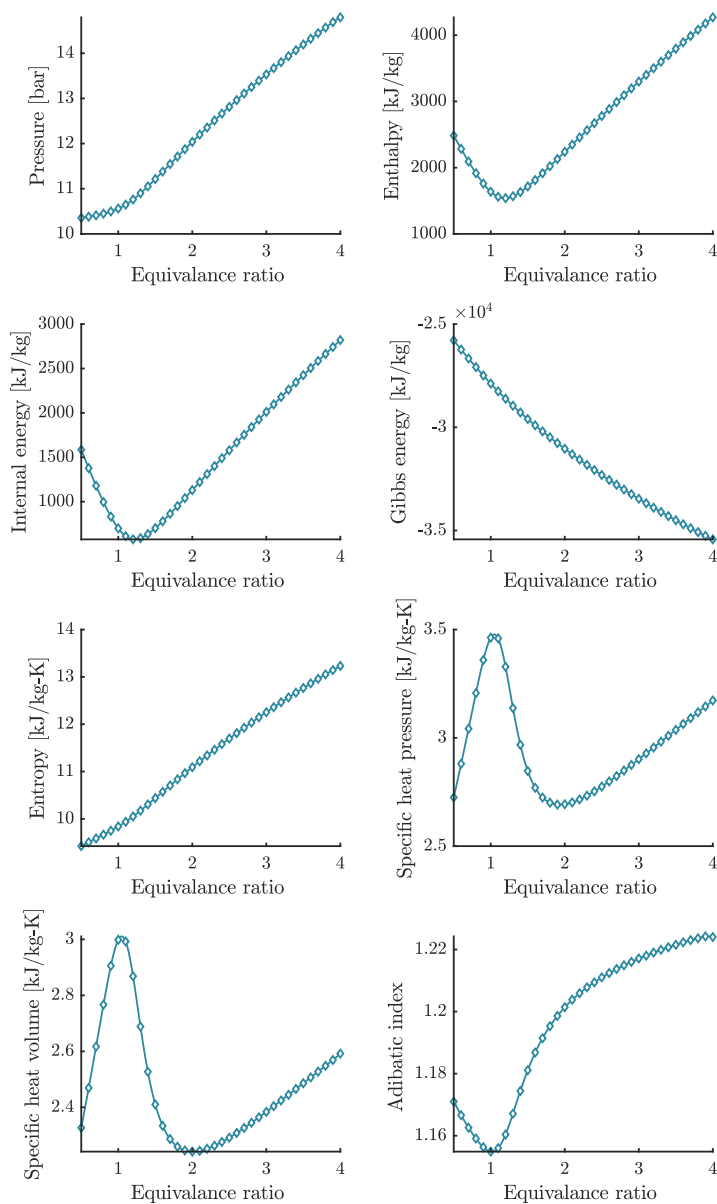 Pressure [bar]
14
13
12
11
10
1 2 3 4
Equivalance ratio
Enthalpy [kJ/kg]
4000
3000
2000
1000
1 2 3 4
Equivalance ratio
Internal energy [kJ/kg]
3000
2500
2000
1500
1000
1 2 3 4
Equivalance ratio
Gibbs energy [kJ/kg]
×10⁴
-2.5
-3
-3.5
1 2 3 4
Equivalance ratio
Entropy [kJ/kg-K]
14
13
12
11
10
1 2 3 4
Equivalance ratio
Specific heat pressure [kJ/kg-K]
3.5
3
2.5
1 2 3 4
Equivalance ratio
Specific heat volume [kJ/kg-K]
3
2.8
2.6
2.4
1 2 3 4
Equivalance ratio
Adibatic index
1.22
1.2
1.18
1.16
1 2 3 4
Equivalance ratio